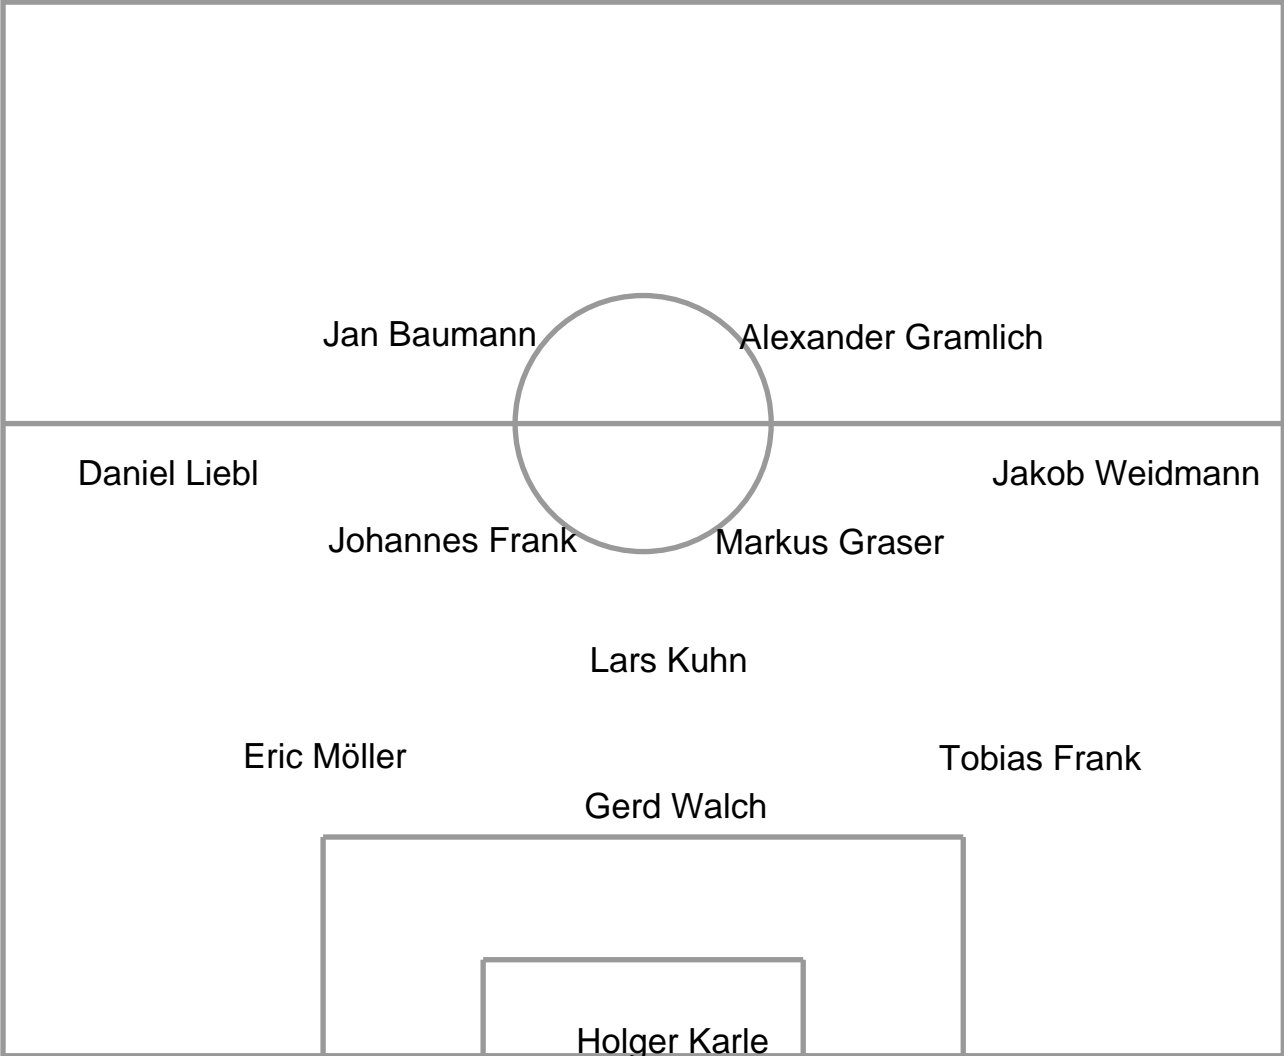 Jan Baumann
Alexander Gramlich
Daniel Liebl
Jakob Weidmann
Johannes Frank
Markus Graser
Lars Kuhn
Eric Möller
Tobias Frank
Gerd Walch
Holger Karle